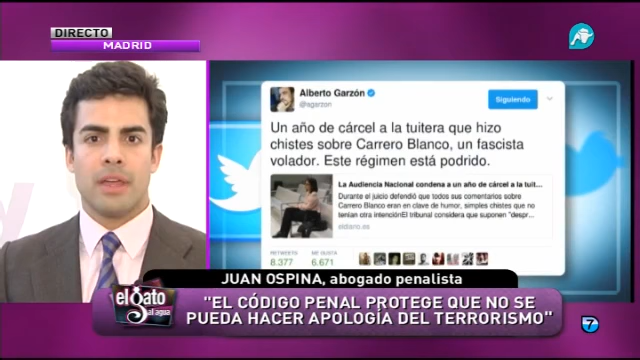 DIRECTO
MADRID
Alberto Garzón
@agarzon
Siguiendo
Un año de cárcel a la tuitera que hizo
chistes sobre Carrero Blanco, un fascista
volador. Este régimen está podrido.
La Audiencia Nacional condena a un año de cárcel a la tuit...
Durante el juicio defendió que todos sus comentarios sobre
Carrero Blanco eran en clave de humor, simples chistes que no
tenían otra intenciónEl tribunal considera que suponen "despr...
eldiario.es
RETWEETS
ME GUSTA
8.377
6.671
JUAN OSPINA, abogado penalista
el gato
al agua
"EL CÓDIGO PENAL PROTEGE QUE NO SE
PUEDA HACER APOLOGÍA DEL TERRORISMO"
7